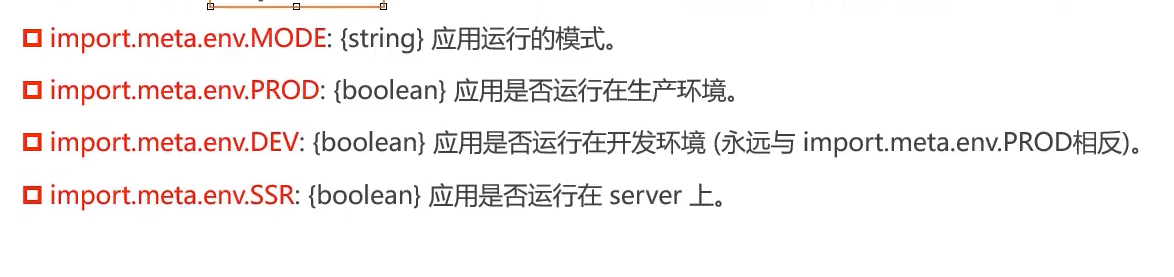 import.meta.env.MODE: {string} 应用运行的模式。
import.meta.env.PROD: {boolean} 应用是否运行在生产环境。
import.meta.env.DEV: {boolean} 应用是否运行在开发环境 (永远与 import.meta.env.PROD相反)。
import.meta.env.SSR: {boolean} 应用是否运行在 server 上。